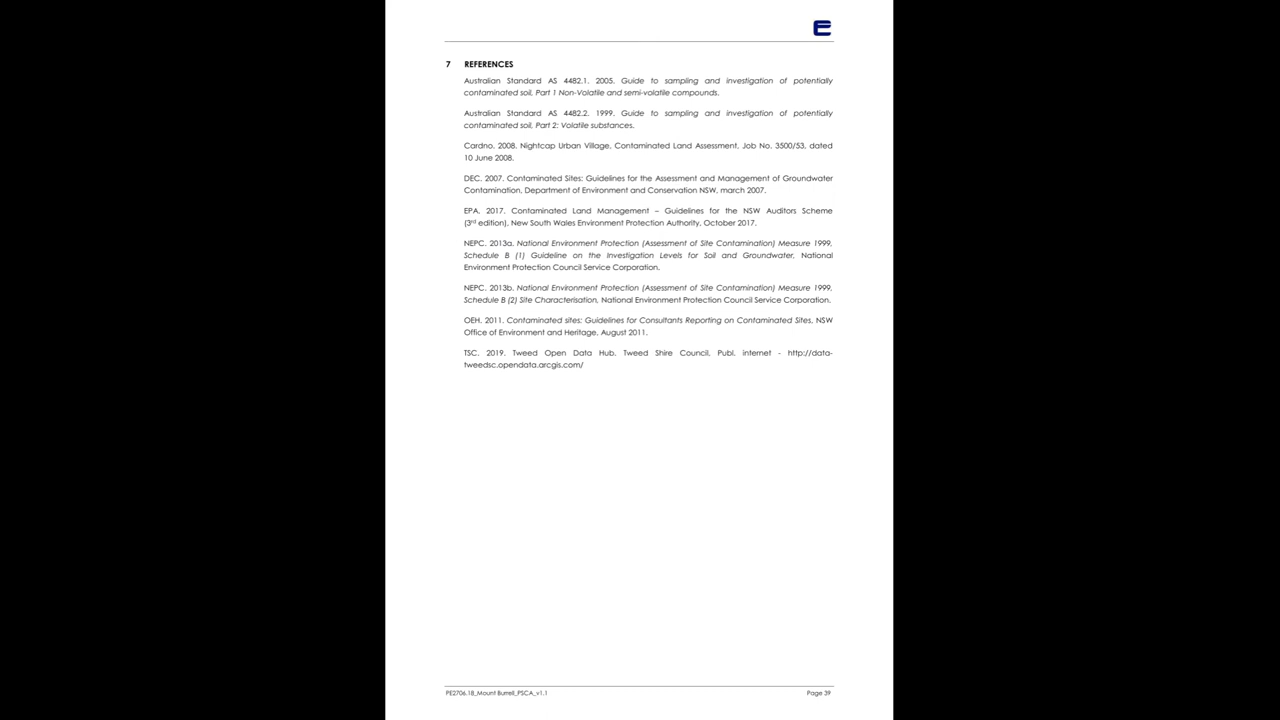 7 REFERENCES
Australian Standard AS 4482.1. 2005. Guide to sampling and investigation of potentially
contaminated soil, Part 1 Non-Volatile and semi-volatile compounds.
Australian Standard AS 4482.2. 1999. Guide to sampling and investigation of potentially
contaminated soil, Part 2: Volatile substances.
Cardno. 2008. Nightcap Urban Village, Contaminated Land Assessment, Job No. 3500/53, dated
10 June 2008.
DEC. 2007. Contaminated Sites: Guidelines for the Assessment and Management of Groundwater
Contamination, Department of Environment and Conservation NSW, march 2007.
EPA, 2017. Contaminated Land Management – Guidelines for the NSW Auditors Scheme
(3rd edition), New South Wales Environment Protection Authority, October 2017.
NEPC. 2013a. National Environment Protection (Assessment of Site Contamination) Measure 1999,
Schedule B (1) Guideline on the Investigation Levels for Soil and Groundwater, National
Environment Protection Council Service Corporation.
NEPC. 2013b. National Environment Protection (Assessment of Site Contamination) Measure 1999,
Schedule B (2) Site Characterisation, National Environment Protection Council Service Corporation.
OEH. 2011. Contaminated sites: Guidelines for Consultants Reporting on Contaminated Sites, NSW
Office of Environment and Heritage, August 2011.
TSC. 2019. Tweed Open Data Hub. Tweed Shire Council, Publ. internet - http://data-
tweedsc.opendata.arcgis.com/
PE2706.18_Mount Burrell_PSCA_v1.1 Page 39